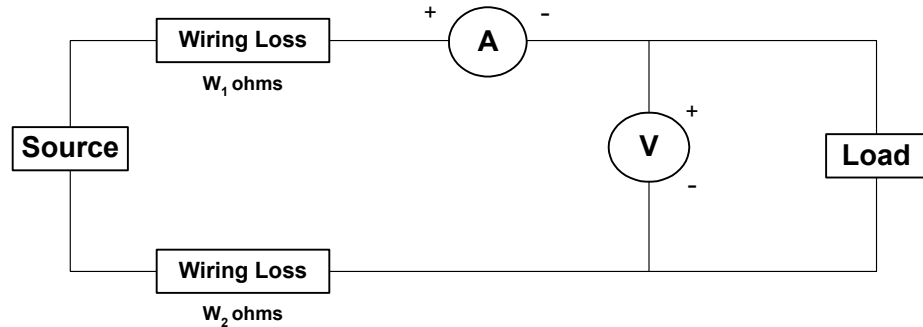 + -
Wiring Loss A
W1 ohms
+
Source V Load
-
Wiring Loss
W2 ohms